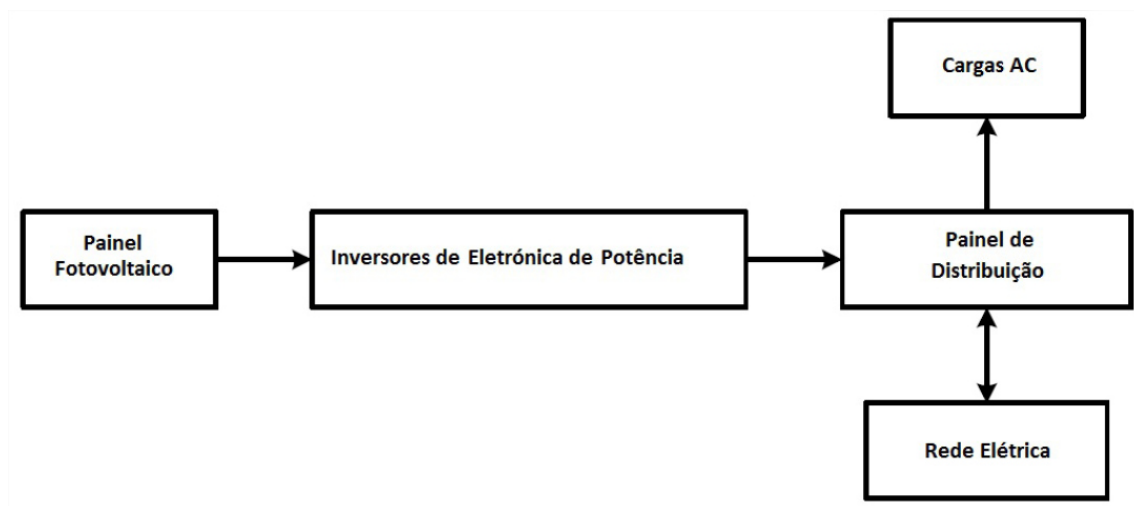 Cargas AC
Painel
Fotovoltaico
Inversores de Eletrónica de Potência
Painel de
Distribuição
Rede Elétrica